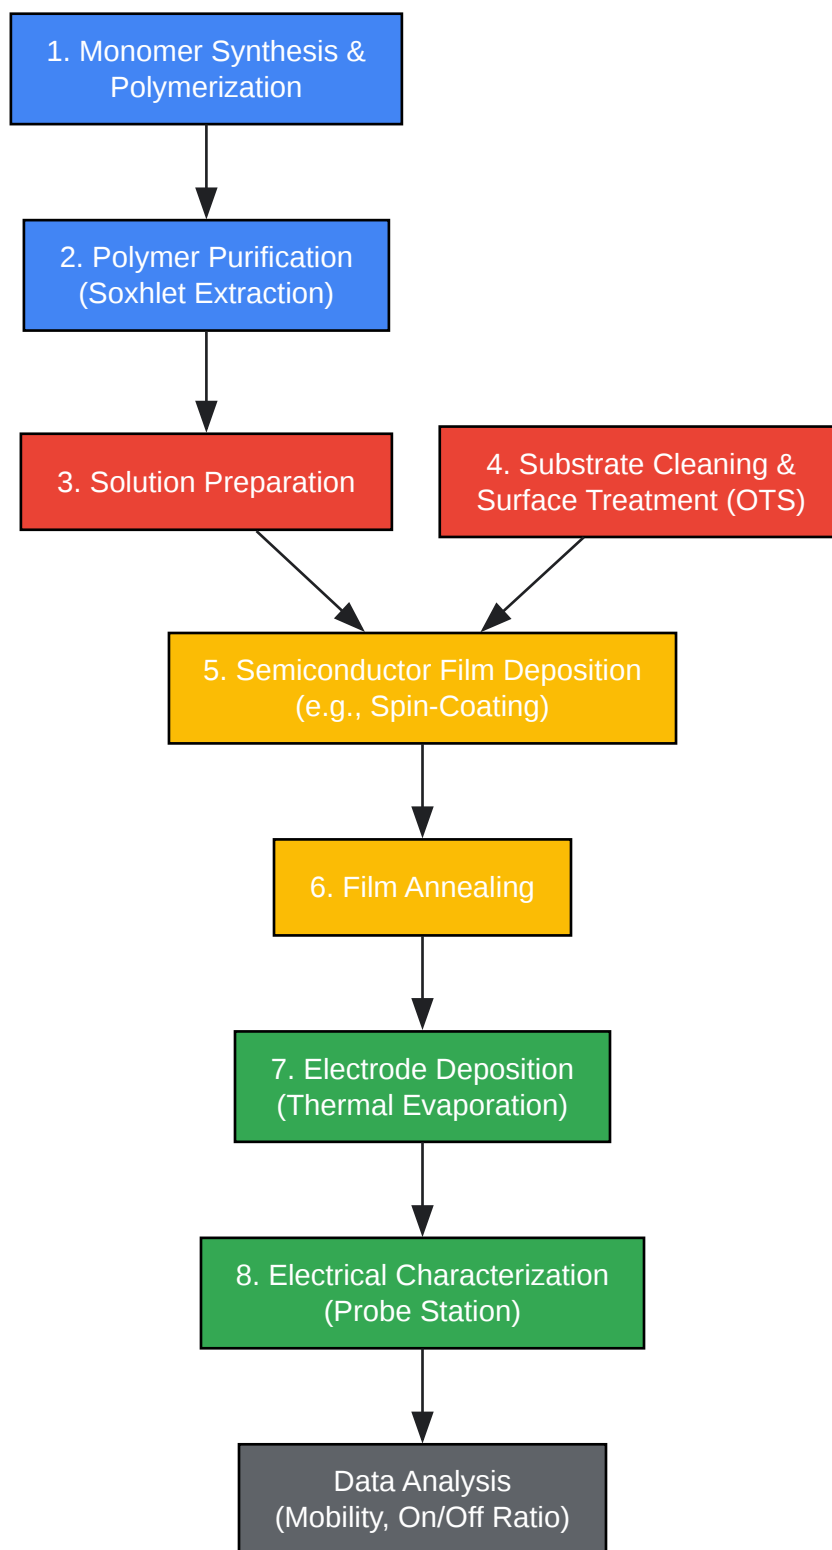 1. Monomer Synthesis &
Polymerization
2. Polymer Purification
(Soxhlet Extraction)
3. Solution Preparation
4. Substrate Cleaning &
Surface Treatment (OTS)
5. Semiconductor Film Deposition
(e.g., Spin-Coating)
6. Film Annealing
7. Electrode Deposition
(Thermal Evaporation)
8. Electrical Characterization
(Probe Station)
Data Analysis
(Mobility, On/Off Ratio)